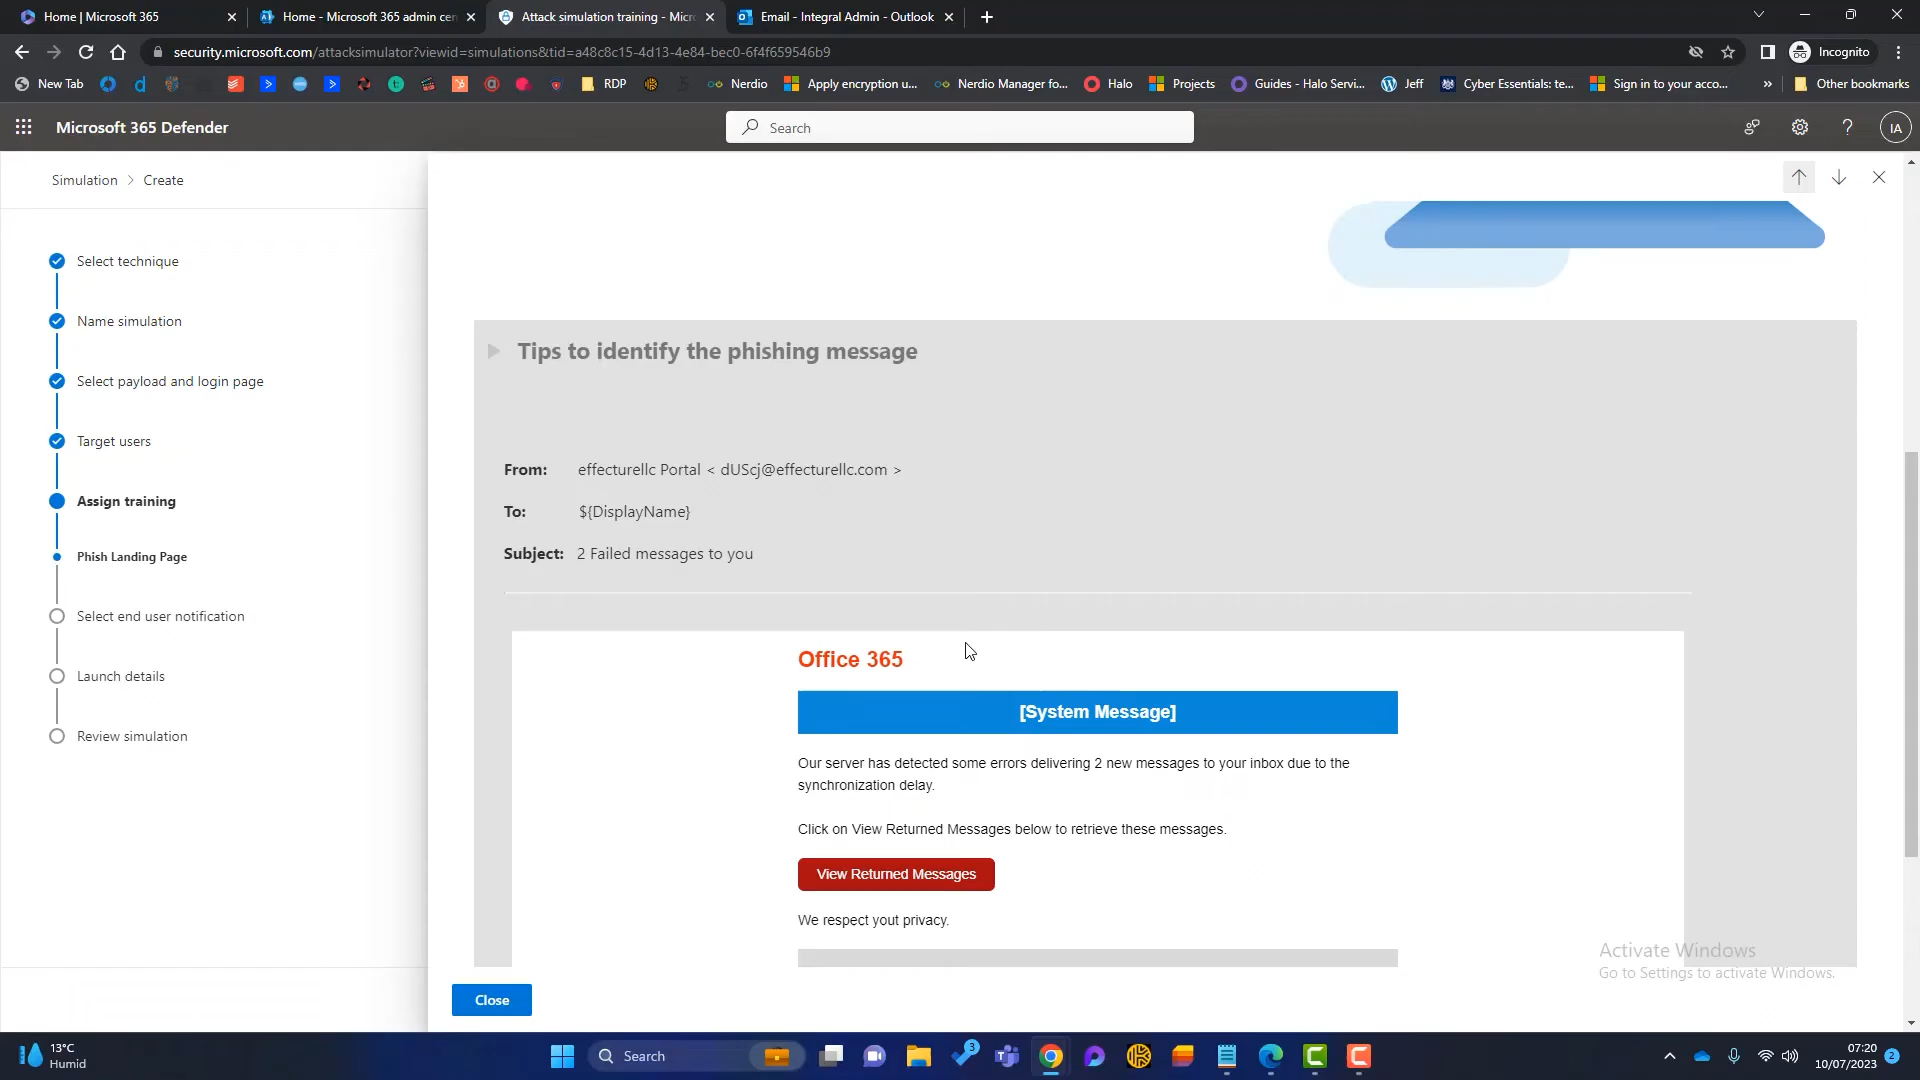 Home | Microsoft 365
Home - Microsoft 365 admin cen
Attack simulation training - Micr
Email - Integral Admin - Outlook
security.microsoft.com/attacksimulator?viewid=simulations&tid=a48c8c15-4d13-4e84-bec0-6f4f659546b9
Incognito
New Tab
RDP
Nerdio
Apply encryption u...
Nerdio Manager fo...
Halo
Projects
Guides - Halo Servi...
Jeff
Cyber Essentials: te...
Sign in to your acco...
»
Other bookmarks
Microsoft 365 Defender
Search
?
IA
Simulation > Create
Select technique
Name simulation
Select payload and login page
Target users
Assign training
Phish Landing Page
Select end user notification
Launch details
Review simulation
Tips to identify the phishing message
From: effecturellc Portal < dUScj@effecturellc.com >
To: ${DisplayName}
Subject: 2 Failed messages to you
Office 365
[System Message]
Our server has detected some errors delivering 2 new messages to your inbox due to the
synchronization delay.
Click on View Returned Messages below to retrieve these messages.
View Returned Messages
We respect yout privacy.
Activate Windows
Go to Settings to activate Windows.
Close
13°C
Humid
Search
3
07:20
10/07/2023
2